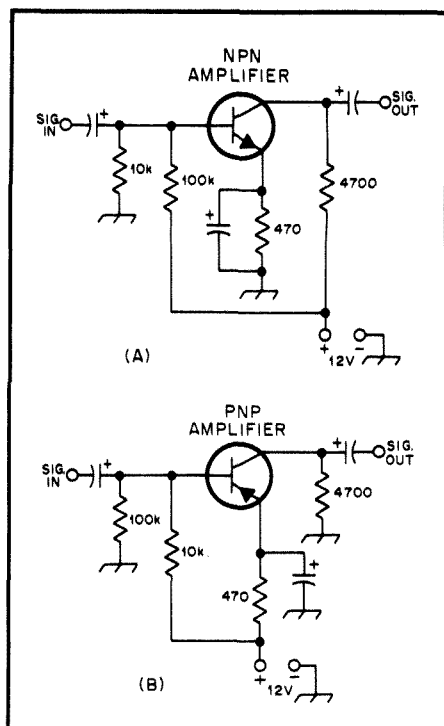 NPN
AMPLIFIER
SIG.
IN
+
+
SIG.
OUT
10k
100k
+
470
4700
(A)
+ 12V -
PNP
AMPLIFIER
SIG.
IN
+
+
SIG.
OUT
100k
10k
4700
+
470
(B)
+ 12V -